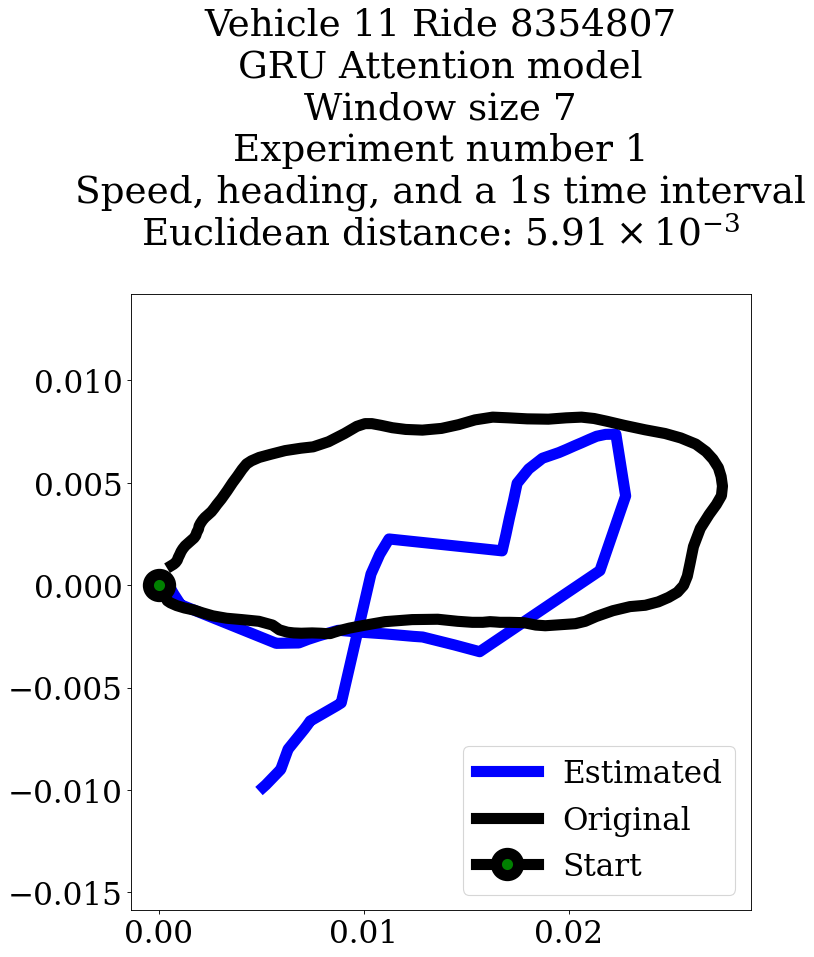 Vehicle 11 Ride 8354807
GRU Attention model
Window size 7
Experiment number 1
Speed, heading, and a 1s time interval
Euclidean distance: 5.91 × 10⁻³
0.010
0.005
0.000
−0.005
−0.010
−0.015
0.00
0.01
0.02
Estimated
Original
Start